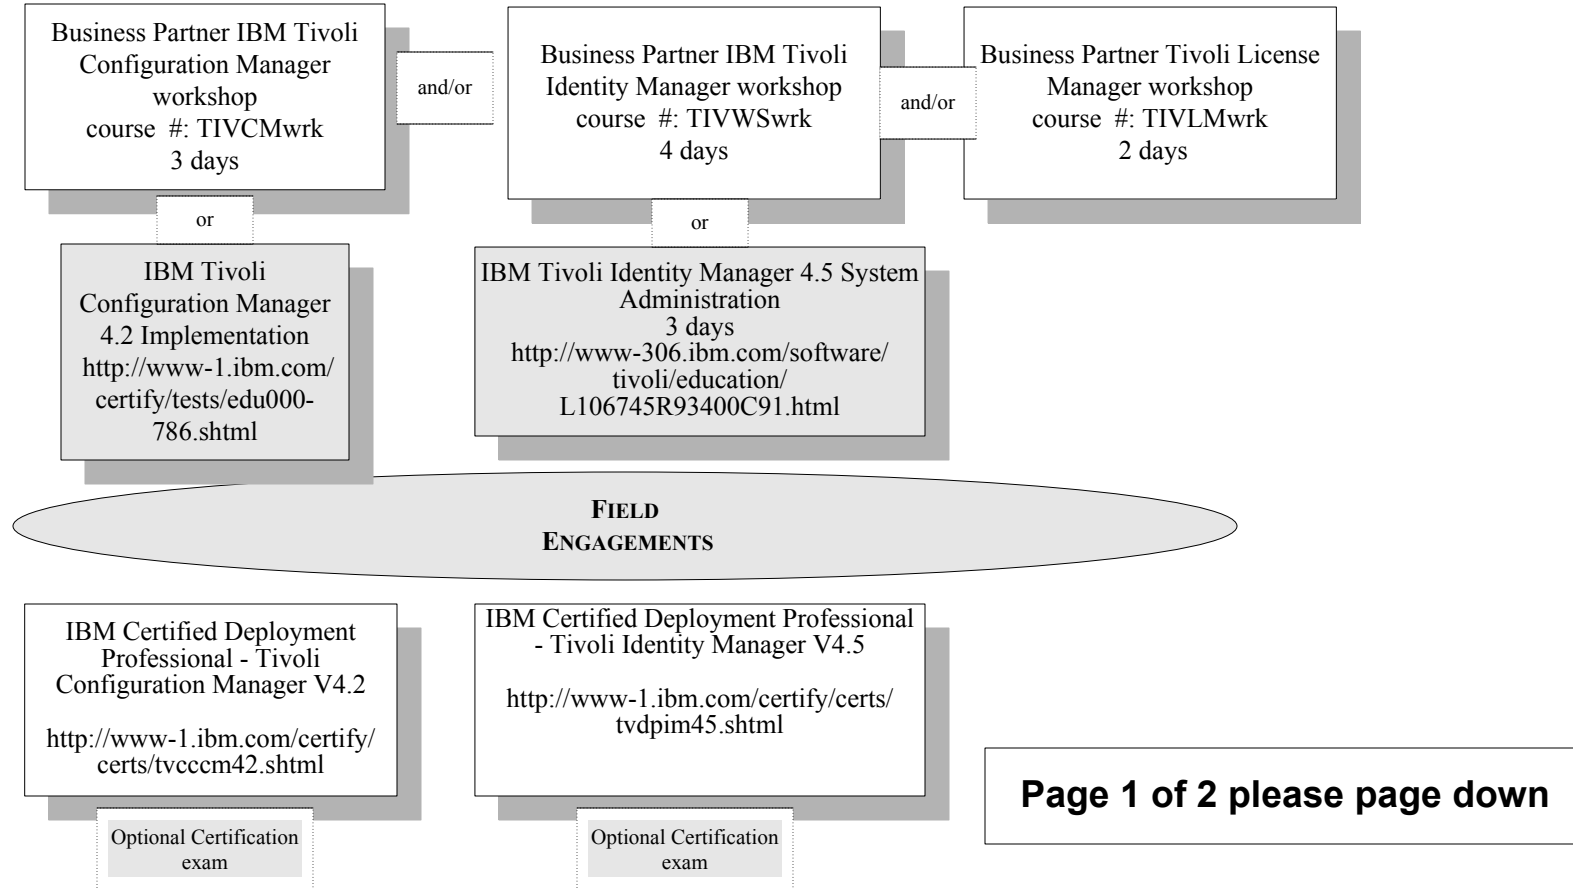 Business Partner IBM Tivoli
Configuration Manager
workshop
course #: TIVCMwrk
3 days
and/or
Business Partner IBM Tivoli
Identity Manager workshop
course #: TIVWSwrk
4 days
and/or
Business Partner Tivoli License
Manager workshop
course #: TIVLMwrk
2 days
or
or
IBM Tivoli
Configuration Manager
4.2 Implementation
http://www-1.ibm.com/
certify/tests/edu000-
786.shtml
IBM Tivoli Identity Manager 4.5 System
Administration
3 days
http://www-306.ibm.com/software/
tivoli/education/
L106745R93400C91.html
FIELD
ENGAGEMENTS
IBM Certified Deployment
Professional - Tivoli
Configuration Manager V4.2
http://www-1.ibm.com/certify/
certs/tvcccm42.shtml
IBM Certified Deployment Professional
- Tivoli Identity Manager V4.5
http://www-1.ibm.com/certify/certs/
tvdpim45.shtml
Page 1 of 2 please page down
Optional Certification
exam
Optional Certification
exam